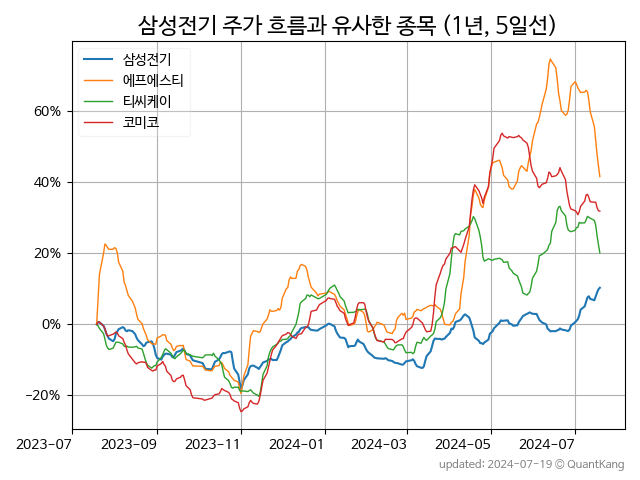 삼성전기 주가 흐름과 유사한 종목 (1년, 5일선)
삼성전기
에프에스티
티씨케이
코미코
60%
40%
20%
0%
−20%
2023-07 2023-09 2023-11 2024-01 2024-03 2024-05 2024-07
updated: 2024-07-19 © QuantKang